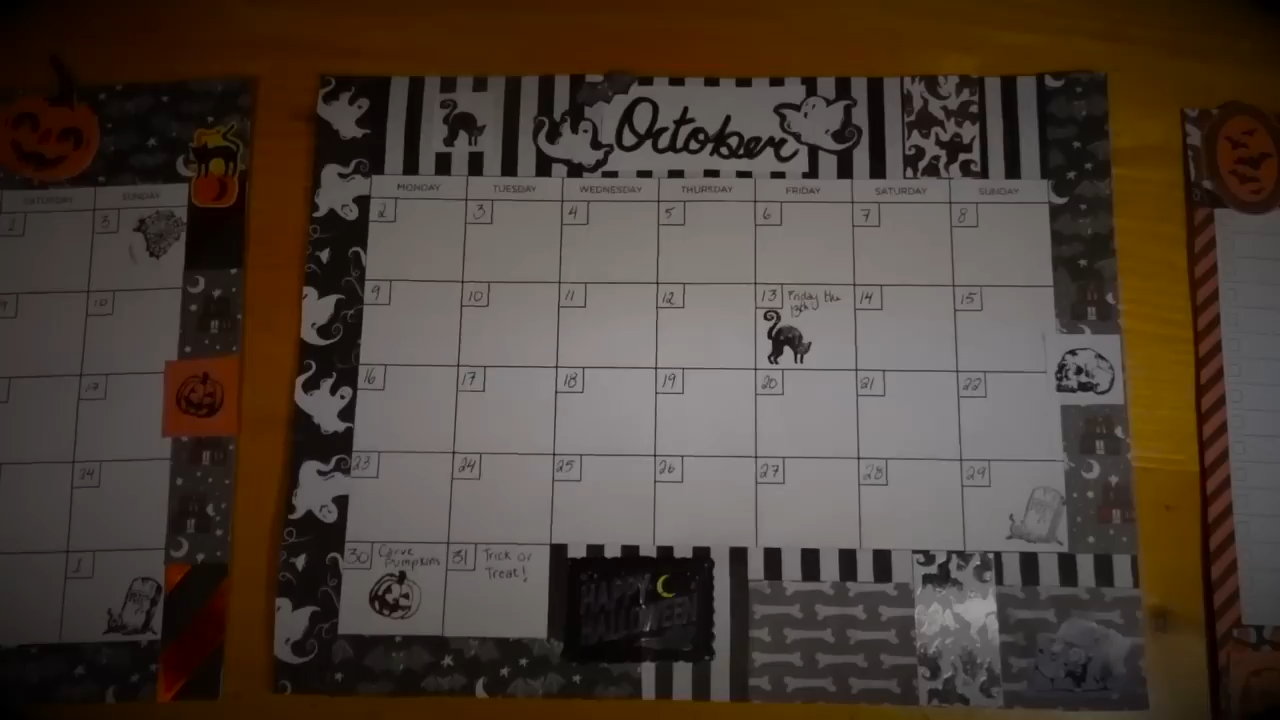 October
SATURDAY SUNDAY
3
10
17
24
1
MONDAY TUESDAY WEDNESDAY THURSDAY FRIDAY SATURDAY SUNDAY
2 3 4 5 6 7 8
9 10 11 12 13 Friday the 14 15
13th
16 17 18 19 20 21 22
23 24 25 26 27 28 29
30 Carve 31 Trick or
Pumpkins Treat!
HAPPY
HALLOWEEN